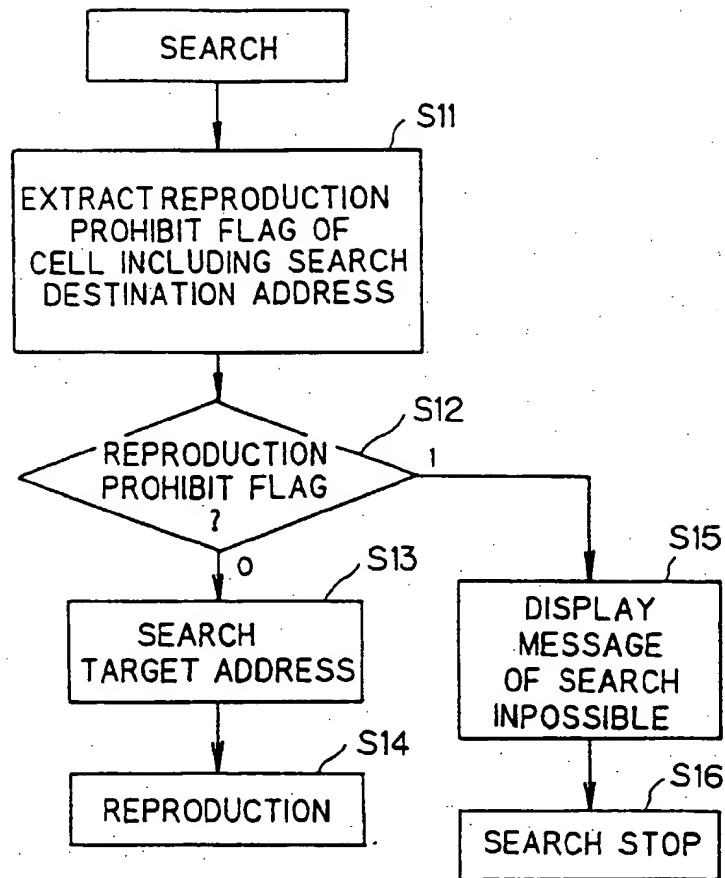 SEARCH
S11
EXTRACT REPRODUCTION
PROHIBIT FLAG OF
CELL INCLUDING SEARCH
DESTINATION ADDRESS
S12
REPRODUCTION
PROHIBIT FLAG
?
1
0
S13
SEARCH
TARGET ADDRESS
S14
REPRODUCTION
S15
DISPLAY
MESSAGE
OF SEARCH
INPOSSIBLE
S16
SEARCH STOP